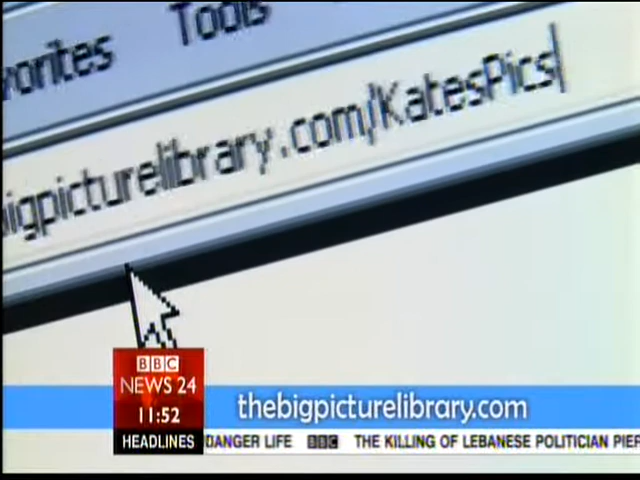 Tools
igpicturelibrary.com/KatesPics
BBC
NEWS 24
11:52
HEADLINES
thebigpicturelibrary.com
DANGER LIFE BBC THE KILLING OF LEBANESE POLITICIAN PIER